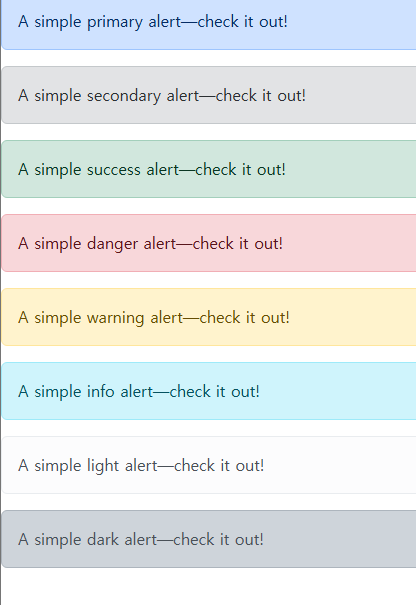 A simple primary alert—check it out!
A simple secondary alert—check it out!
A simple success alert—check it out!
A simple danger alert—check it out!
A simple warning alert—check it out!
A simple info alert—check it out!
A simple light alert—check it out!
A simple dark alert—check it out!